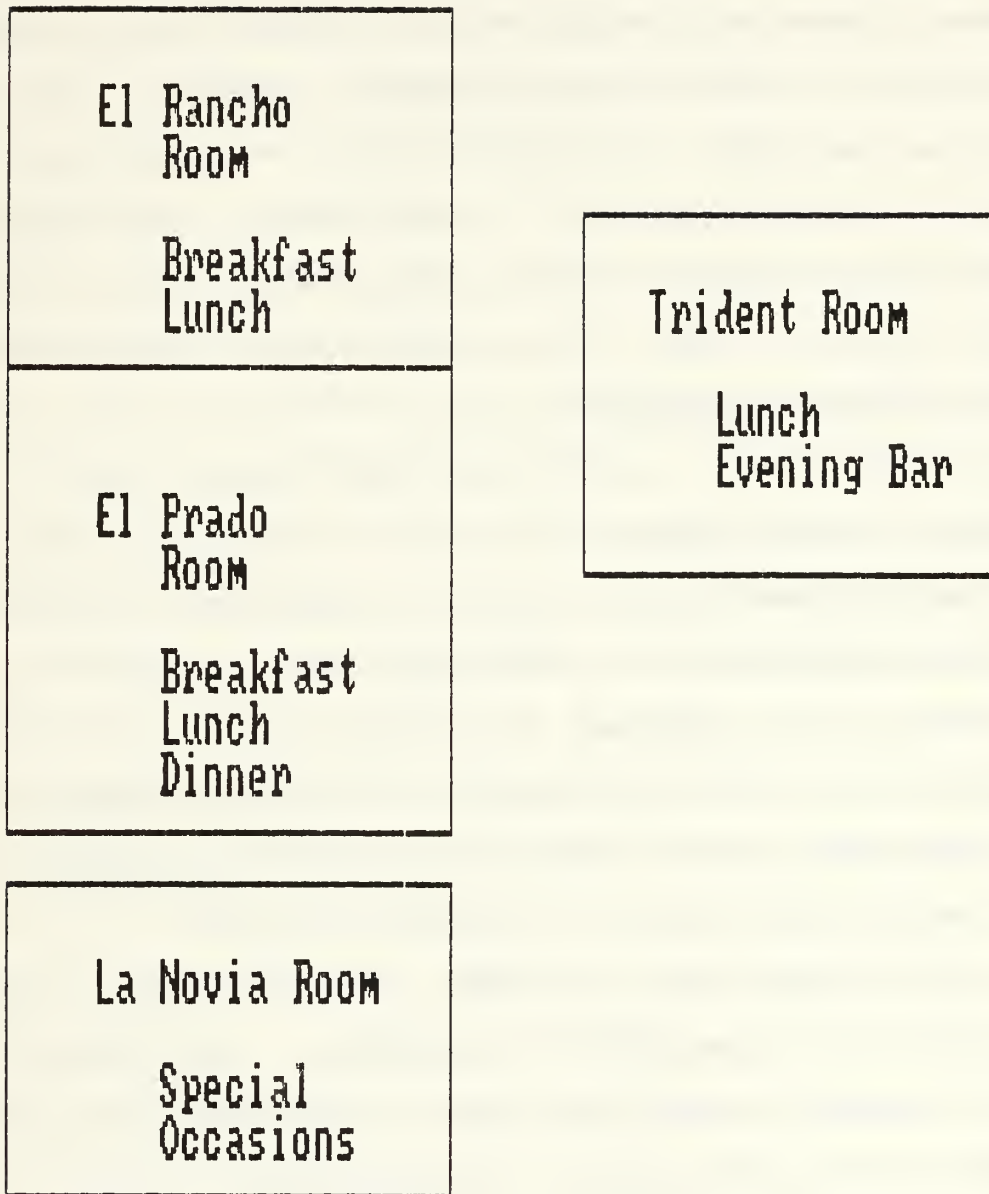 El Rancho
Room
Breakfast
Lunch
El Prado
Room
Breakfast
Lunch
Dinner
La Novia Room
Special
Occasions
Trident Room
Lunch
Evening Bar